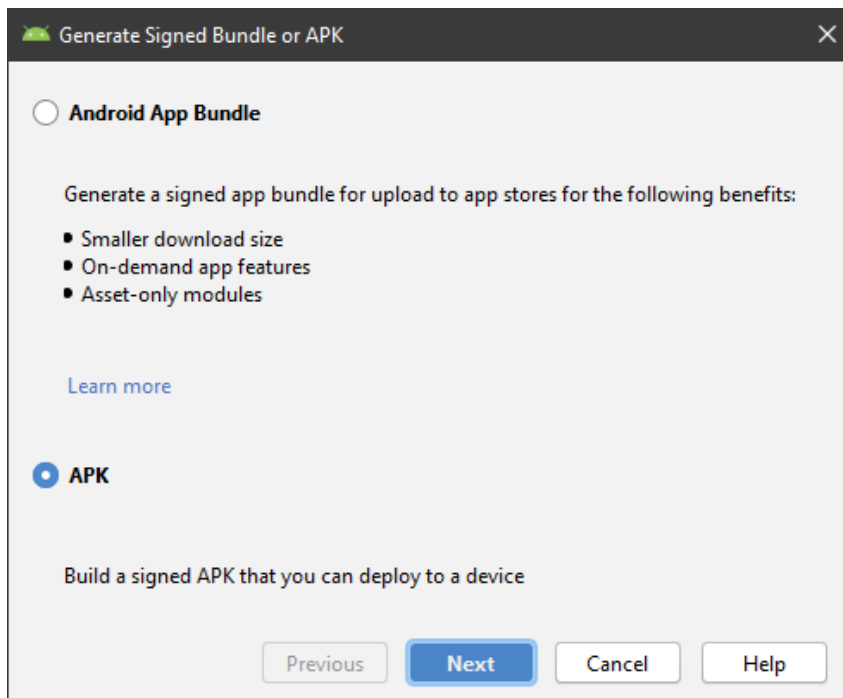 Generate Signed Bundle or APK
Android App Bundle
Generate a signed app bundle for upload to app stores for the following benefits:
• Smaller download size
• On-demand app features
• Asset-only modules
Learn more
APK
Build a signed APK that you can deploy to a device
Previous Next Cancel Help